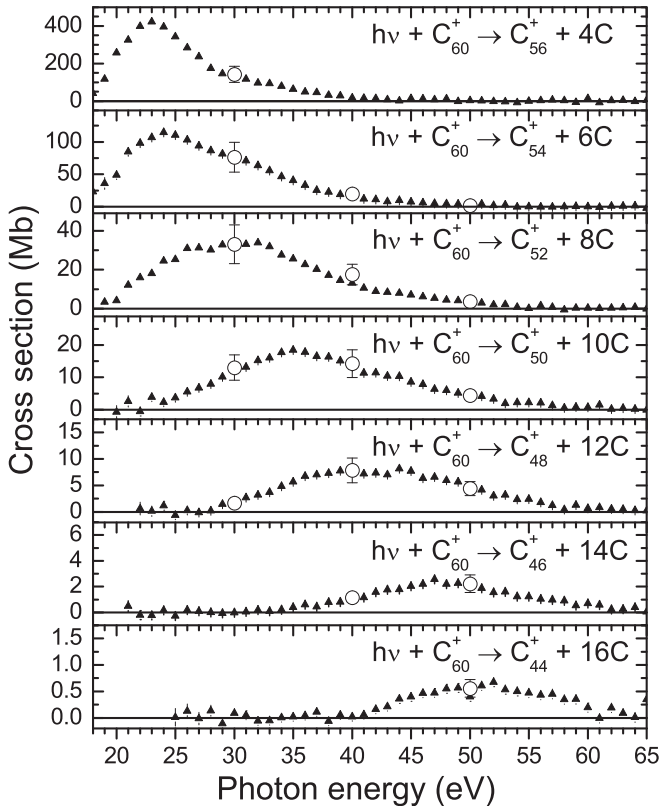 Cross section (Mb)
hν + C₆₀⁺ → C₅₆⁺ + 4C
400
200
0
hν + C₆₀⁺ → C₅₄⁺ + 6C
100
50
0
hν + C₆₀⁺ → C₅₂⁺ + 8C
40
20
0
hν + C₆₀⁺ → C₅₀⁺ + 10C
20
10
0
hν + C₆₀⁺ → C₄₈⁺ + 12C
15
10
5
0
hν + C₆₀⁺ → C₄₆⁺ + 14C
6
4
2
0
hν + C₆₀⁺ → C₄₄⁺ + 16C
1.5
1.0
0.5
0.0
20 25 30 35 40 45 50 55 60 65
Photon energy (eV)